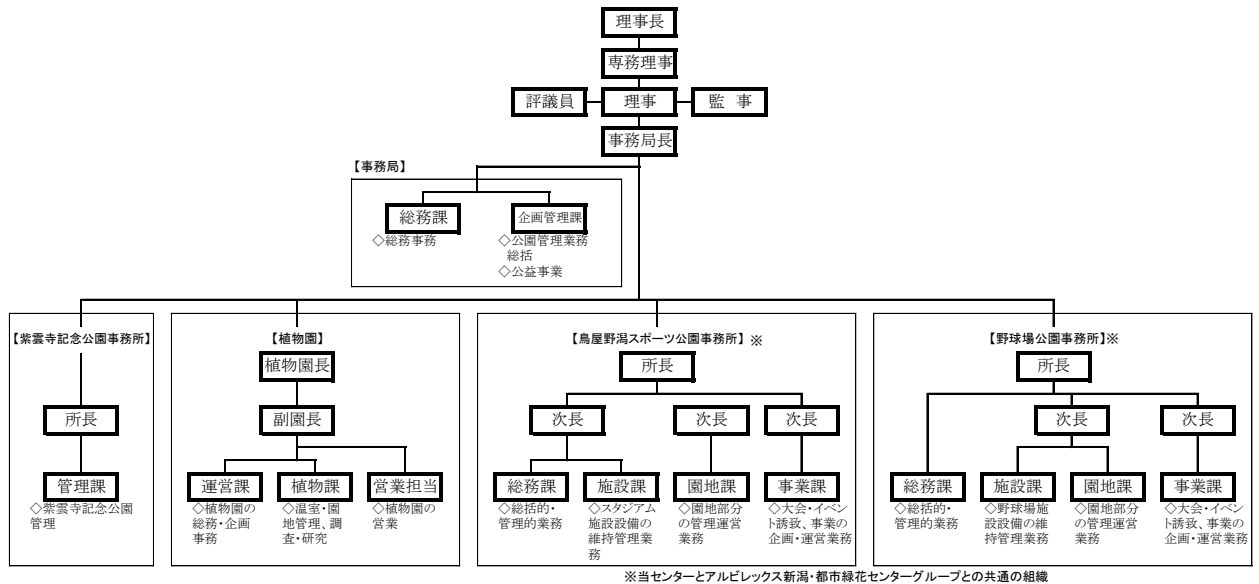 理事長
専務理事
評議員
理事
監　事
事務局長
【事務局】
総務課
◇総務事務
企画管理課
◇公園管理業務
総括
◇公益事業
【紫雲寺記念公園事務所】
所長
管理課
◇紫雲寺記念公園
管理
【植物園】
植物園長
副園長
運営課
◇植物園の
総務・企画
事務
植物課
◇温室・園
地管理、調
査・研究
営業担当
◇植物園の
営業
【鳥屋野潟スポーツ公園事務所】※
所長
次長
次長
次長
総務課
◇総括的・
管理的業務
施設課
◇スタジアム
施設設備の
維持管理業
務
園地課
◇園地部分
の管理運営
業務
事業課
◇大会・イベン
ト誘致、事業の
企画・運営業務
【野球場公園事務所】※
所長
次長
次長
総務課
◇総括的・
管理的業務
施設課
◇野球場施
設設備の維
持管理業務
園地課
◇園地部分
の管理運営
業務
事業課
◇大会・イベン
ト誘致、事業の
企画・運営業務
※当センターとアルビレックス新潟・都市緑花センターグループとの共通の組織